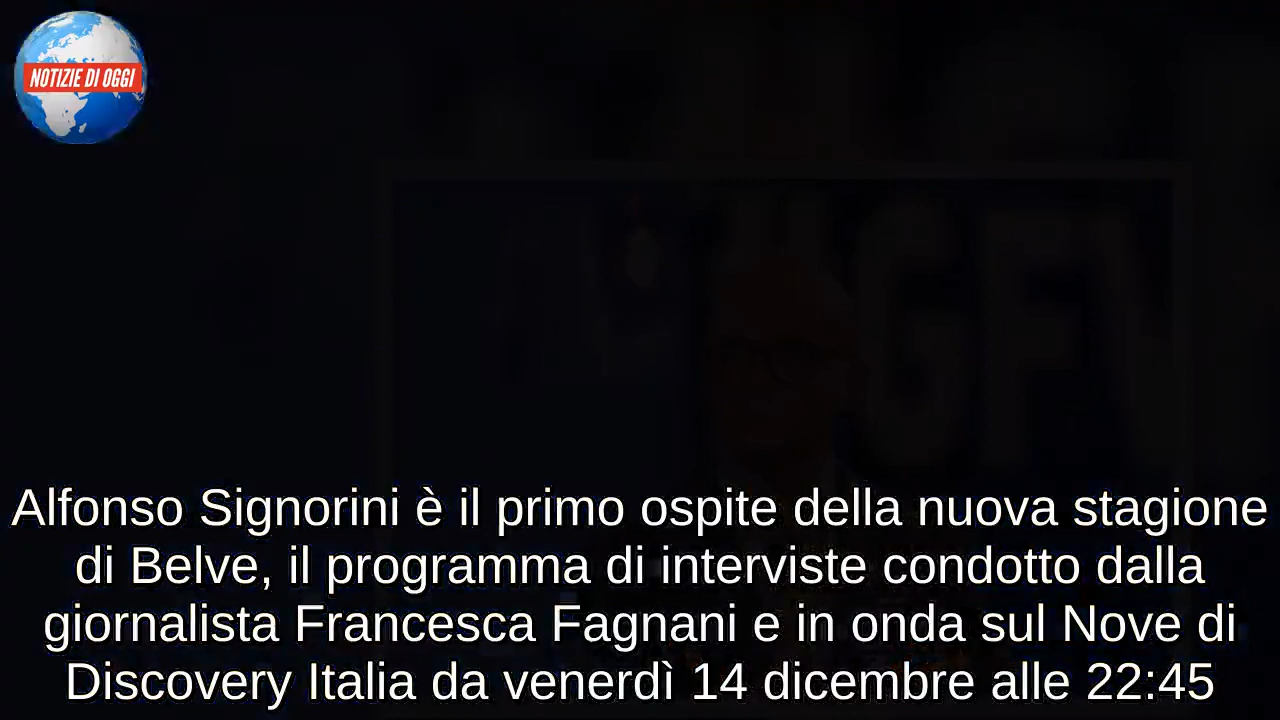 NOTIZIE DI OGGI
GFV
Alfonso Signorini è il primo ospite della nuova stagione
di Belve, il programma di interviste condotto dalla
giornalista Francesca Fagnani e in onda sul Nove di
Discovery Italia da venerdì 14 dicembre alle 22:45